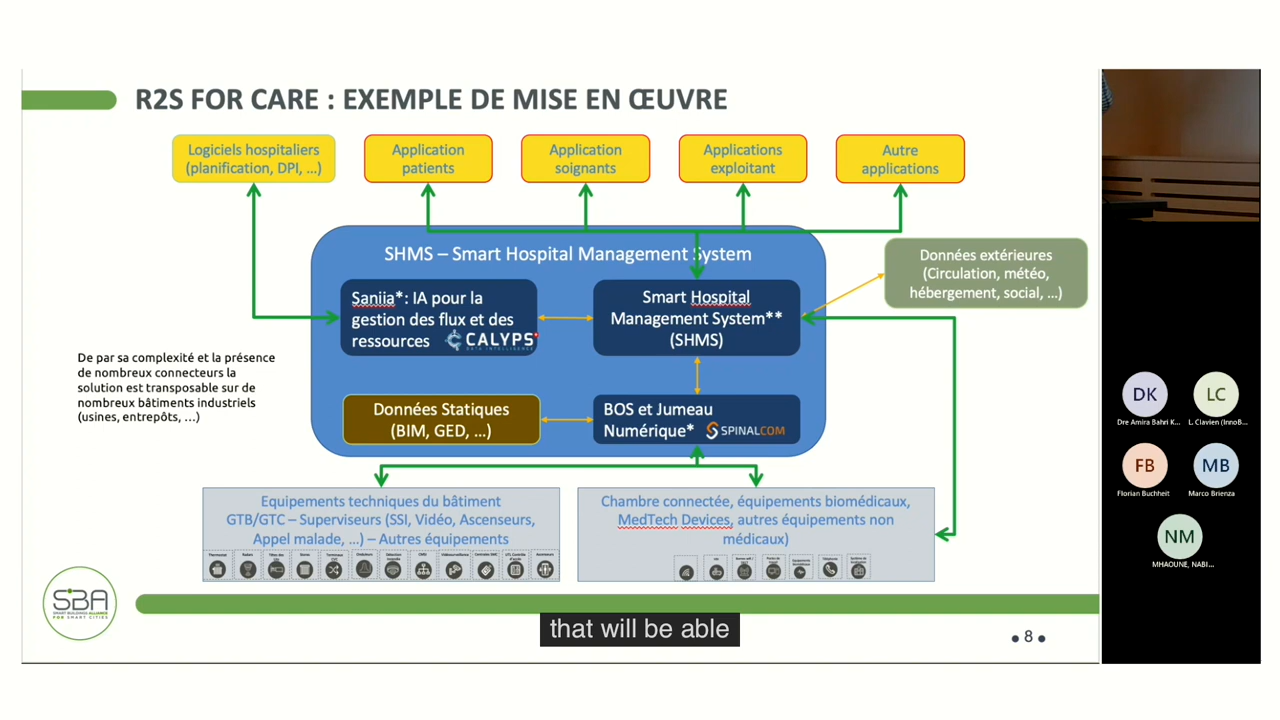 R2S FOR CARE : EXEMPLE DE MISE EN ŒUVRE
Logiciels hospitaliers
(planification, DPI, ...)
Application
patients
Application
soignants
Applications
exploitant
Autre
applications
SHMS – Smart Hospital Management System
Données extérieures
(Circulation, météo,
hébergement, social, ...)
Saniia*: IA pour la
gestion des flux et des
ressources
CALYPS
Smart Hospital
Management System**
(SHMS)
De par sa complexité et la présence
de nombreux connecteurs la
solution est transposable sur de
nombreux bâtiments industriels
(usines, entrepôts, ...)
Données Statiques
(BIM, GED, ...)
BOS et Jumeau
Numérique*
SPINALCOM
Equipements techniques du bâtiment
GTB/GTC – Superviseurs (SSI, Vidéo, Ascenseurs,
Appel malade, ...) – Autres équipements
Chambre connectée, équipements biomédicaux,
MedTech Devices, autres équipements non
médicaux)
SBA
SMART BUILDINGS ALLIANCE
FOR SMART CITIES
that will be able
• 8 •
DK
Dre Amira Bahri K...
LC
L. Clavien (InnoB...
FB
Florian Buchheit
MB
Marco Brienza
NM
MHAOUNE, NABI...